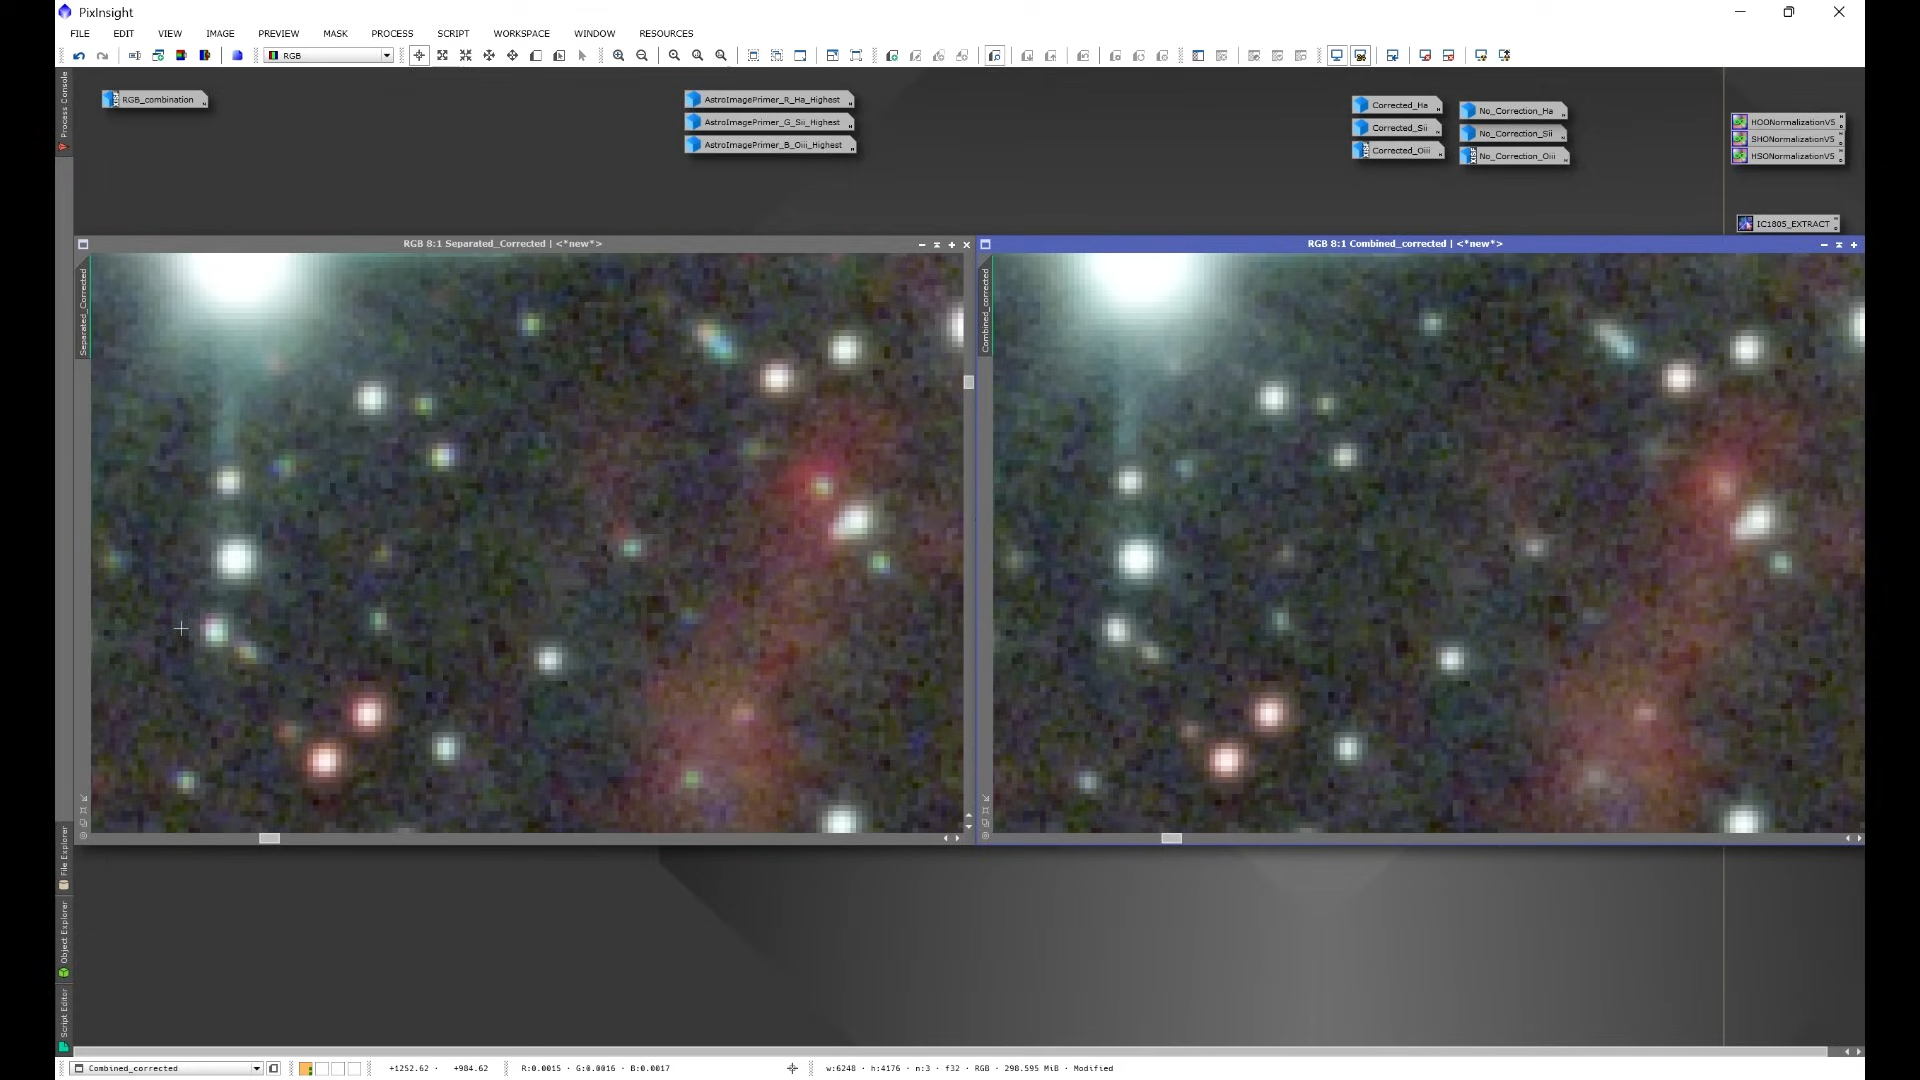 PixInsight
FILE EDIT VIEW IMAGE MASK PROCESS SCRIPT WORKSPACE WINDOW RESOURCES
RGB
Process Console
RGB_combination
AstroImagePrimer_R_Ha_Highest
AstroImagePrimer_G_Sii_Highest
AstroImagePrimer_B_Oiii_Highest
Corrected_Ha
Corrected_Sii
Corrected_Oiii
No_Correction_Ha
No_Correction_Sii
No_Correction_Oiii
HOONormalizationV5
SHONormalizationV5
HSONormalizationV5
IC1805_EXTRACT
RGB 8:1 Separated_Corrected | <*new*>
RGB 8:1 Combined_corrected | <*new*>
Separated_Corrected
Combined_corrected
File Explorer
Object Explorer
Script Editor
Combined_corrected
+1252.62 · +984.62
R:0.0015 · G:0.0016 · B:0.0017
w:6248 · h:4176 · n:3 · f32 · RGB · 298.595 MiB · Modified